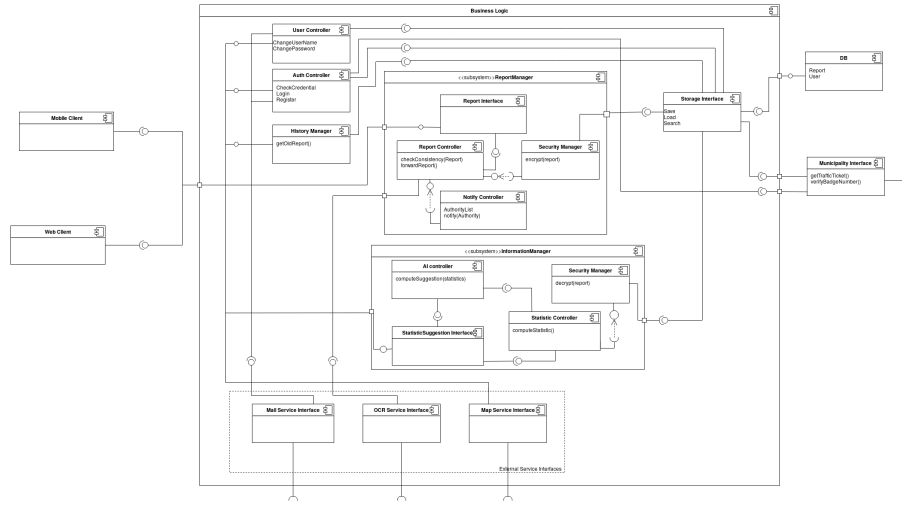 Business Logic
User Controller
ChangeUserName
ChangePassword
Auth Controller
CheckCredential
Login
Register
History Manager
getOldReport()
Mobile Client
Web Client
<<subsystem>>ReportManager
Report Interface
Report Controller
checkConsistency(Report)
forwardReport()
Security Manager
encrypt(report)
Notify Controller
AuthorityList
notify(Authority)
Storage Interface
Save
Load
Search
DB
Report
User
Municipality Interface
getTrafficTicket()
verifyBadgeNumber()
<<subsystem>>InformationManager
AI controller
computeSuggestion(statistics)
Security Manager
decrypt(report)
Statistic Controller
computeStatistic()
StatisticSuggestion Interface
Mail Service Interface
OCR Service Interface
Map Service Interface
External Service Interfaces